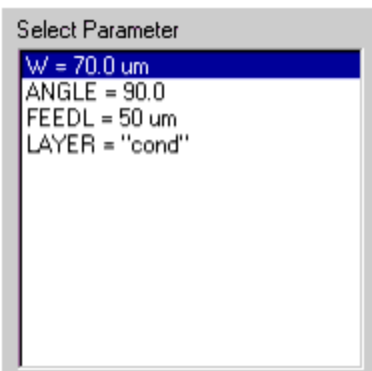 Select Parameter
W = 70.0 um
ANGLE = 90.0
FEEDL = 50 um
LAYER = "cond"